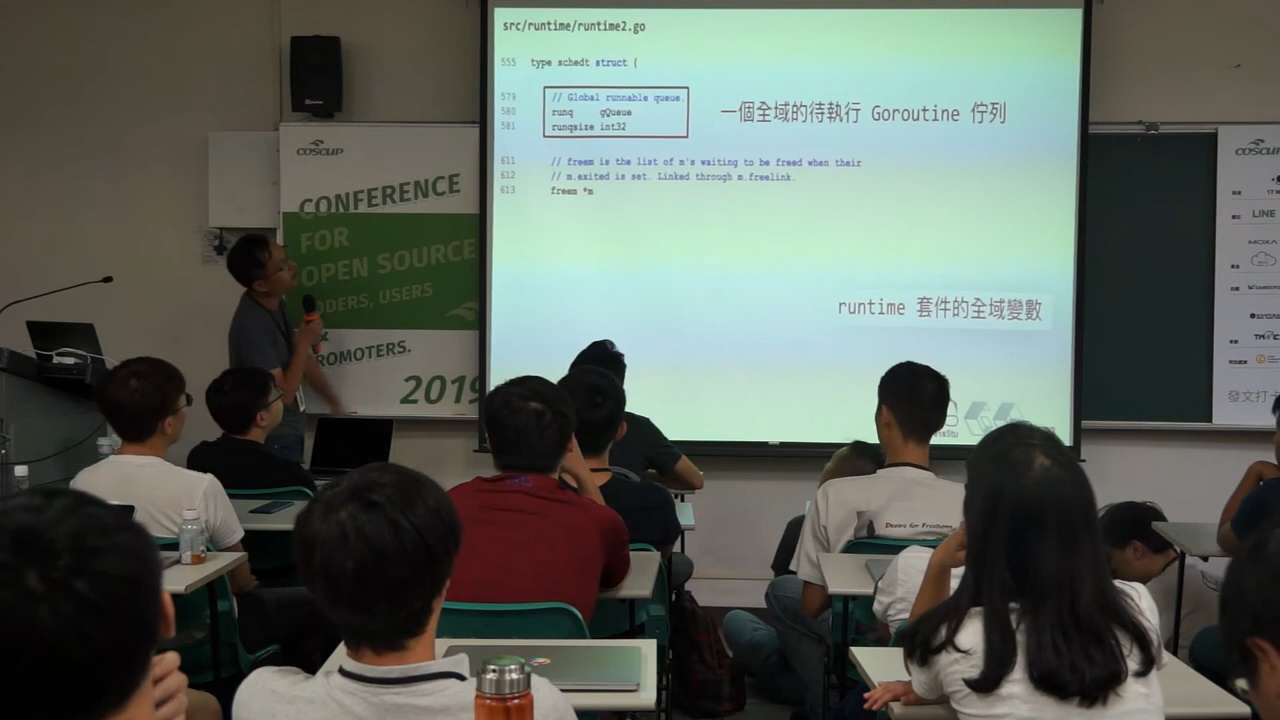 src/runtime/runtime2.go
555 type schedt struct {
579 // Global runnable queue.
580 runq gQueue
581 runqsize int32
一個全域的待執行 Goroutine 佇列
611 // freem is the list of m's waiting to be freed when their
612 // m.exited is set. Linked through m.freelink.
613 freem *m
runtime 套件的全域變數
COSCUP
CONFERENCE
FOR
OPEN SOURCE
CODERS, USERS
&
PROMOTERS.
2019
COSCUP
LINE
MOXA
發文打卡
Desire for Freedom